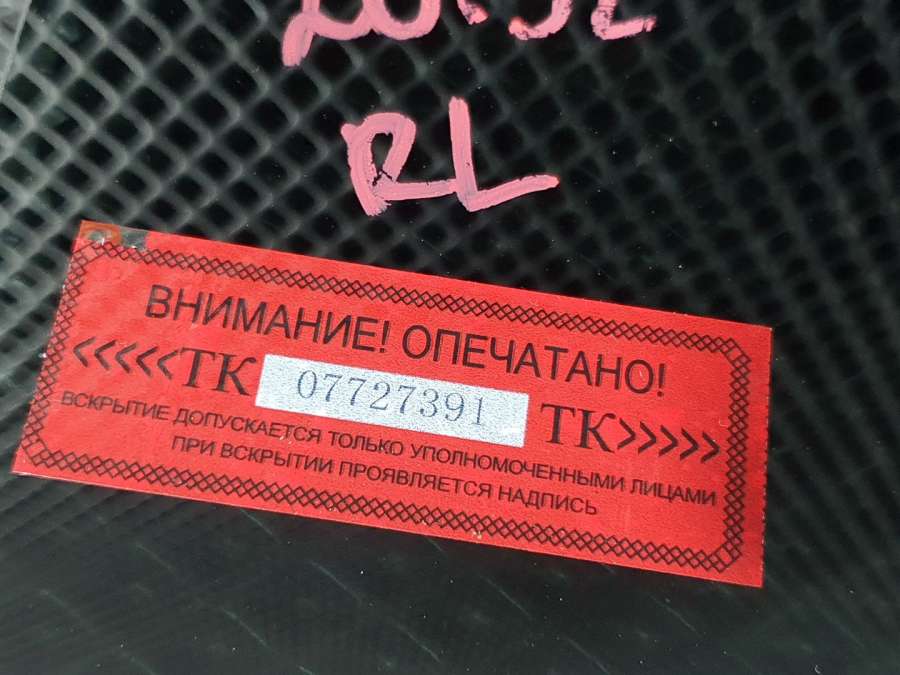 RL
ВНИМАНИЕ! ОПЕЧАТАНО!
<<<<<ТК 07727391 ТК>>>>>
ВСКРЫТИЕ ДОПУСКАЕТСЯ ТОЛЬКО УПОЛНОМОЧЕННЫМИ ЛИЦАМИ
ПРИ ВСКРЫТИИ ПРОЯВЛЯЕТСЯ НАДПИСЬ